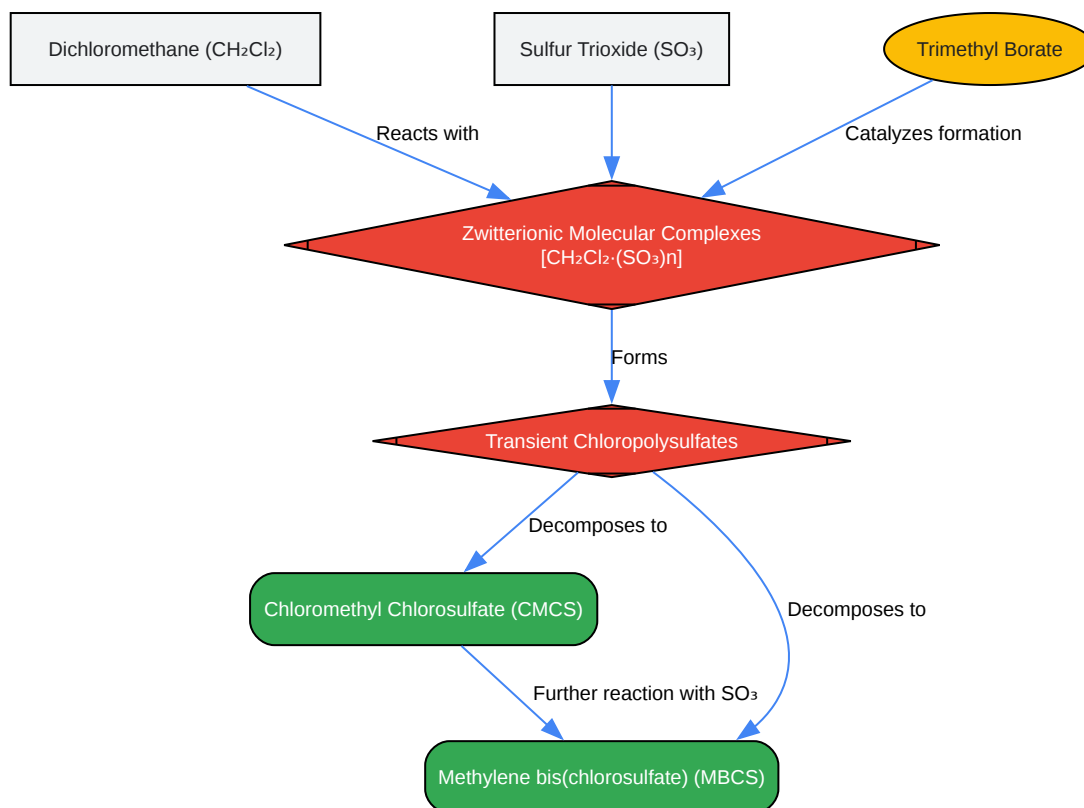 Dichloromethane (CH₂Cl₂)
Sulfur Trioxide (SO₃)
Trimethyl Borate
Reacts with
Catalyzes formation
Zwitterionic Molecular Complexes
[CH₂Cl₂·(SO₃)n]
Forms
Transient Chloropolysulfates
Decomposes to
Chloromethyl Chlorosulfate (CMCS)
Decomposes to
Further reaction with SO₃
Methylene bis(chlorosulfate) (MBCS)